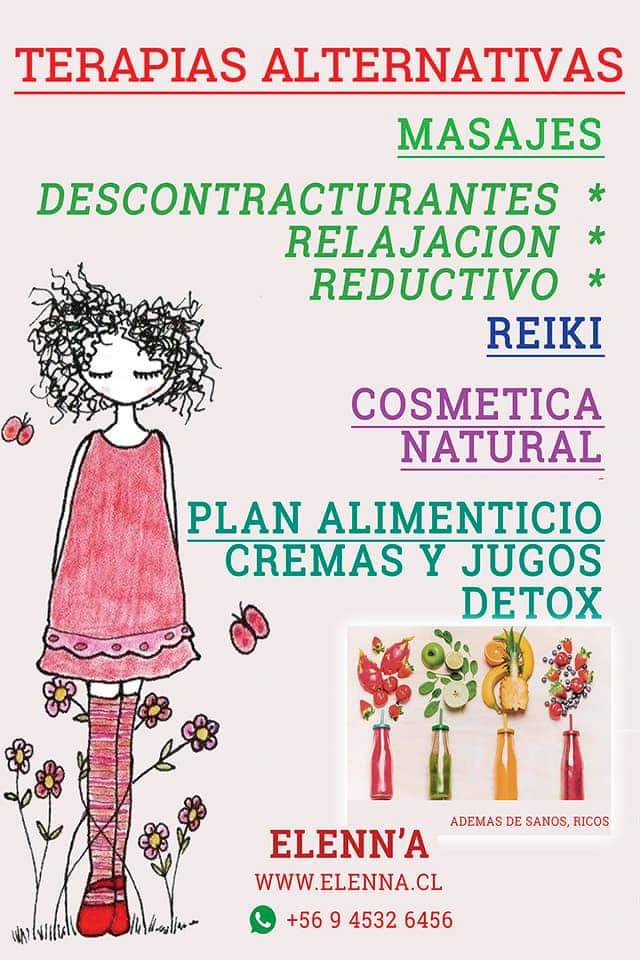 TERAPIAS ALTERNATIVAS
MASAJES
DESCONTRACTURANTES *
RELAJACION *
REDUCTIVO *
REIKI
COSMETICA
NATURAL
PLAN ALIMENTICIO
CREMAS Y JUGOS
DETOX
ADEMAS DE SANOS, RICOS
ELENN'A
WWW.ELENNA.CL
+56 9 4532 6456